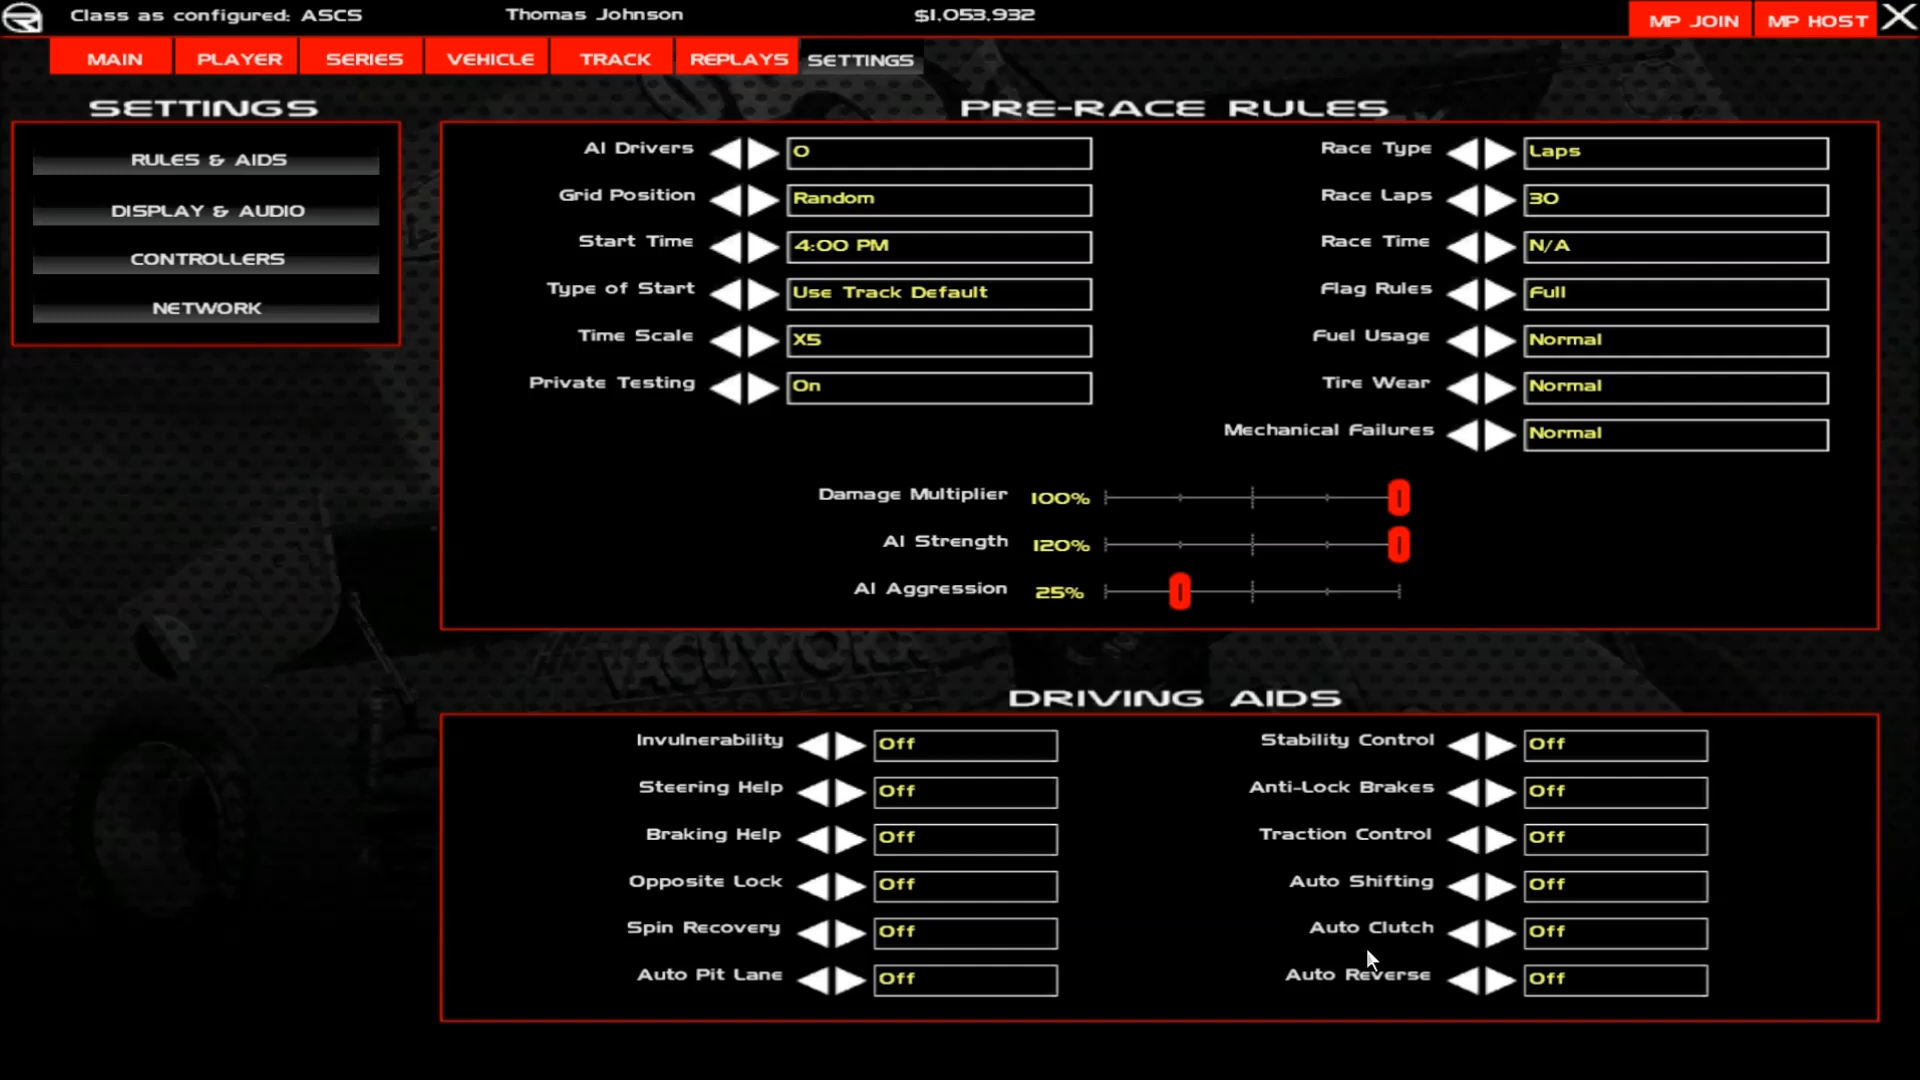 Class as configured: ASCS
Thomas Johnson
$1,053,932
MP JOIN
MP HOST
MAIN
PLAYER
SERIES
VEHICLE
TRACK
REPLAYS
SETTINGS
SETTINGS
RULES & AIDS
DISPLAY & AUDIO
CONTROLLERS
NETWORK
PRE-RACE RULES
AI Drivers 0
Grid Position Random
Start Time 4:00 PM
Type of Start Use Track Default
Time Scale X5
Private Testing On
Race Type Laps
Race Laps 30
Race Time N/A
Flag Rules Full
Fuel Usage Normal
Tire Wear Normal
Mechanical Failures Normal
Damage Multiplier 100%
AI Strength 120%
AI Aggression 25%
DRIVING AIDS
Invulnerability Off
Steering Help Off
Braking Help Off
Opposite Lock Off
Spin Recovery Off
Auto Pit Lane Off
Stability Control Off
Anti-Lock Brakes Off
Traction Control Off
Auto Shifting Off
Auto Clutch Off
Auto Reverse Off